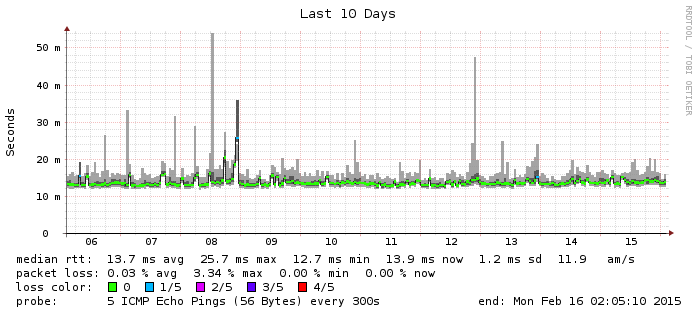 Last 10 Days
RRDTOOL / TOBI OETIKER
Seconds
50 m
40 m
30 m
20 m
10 m
0
06 07 08 09 10 11 12 13 14 15
median rtt: 13.7 ms avg 25.7 ms max 12.7 ms min 13.9 ms now 1.2 ms sd 11.9 am/s
packet loss: 0.03 % avg 3.34 % max 0.00 % min 0.00 % now
loss color: 0 1/5 2/5 3/5 4/5
probe: 5 ICMP Echo Pings (56 Bytes) every 300s end: Mon Feb 16 02:05:10 2015